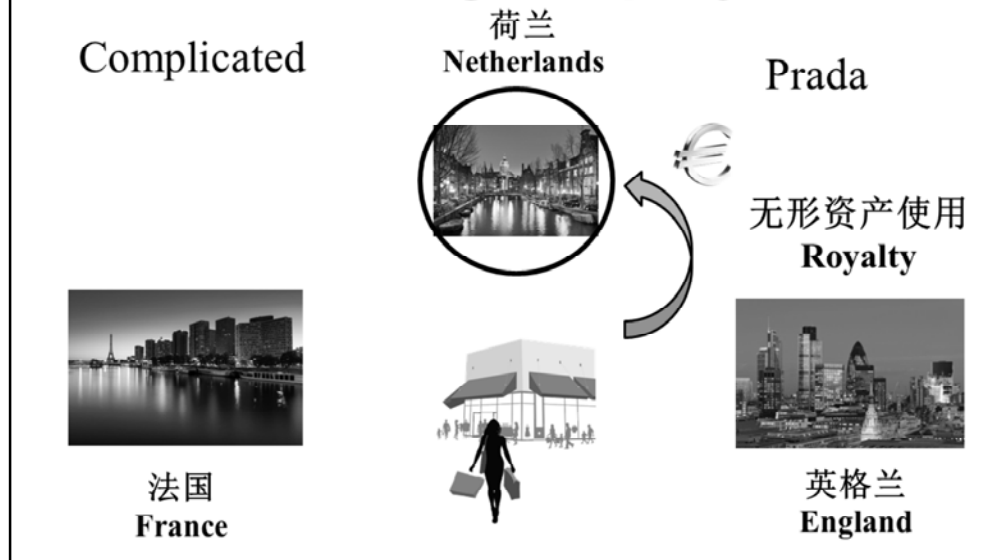 Complicated
荷兰
Netherlands
Prada
无形资产使用
Royalty
法国
France
英格兰
England